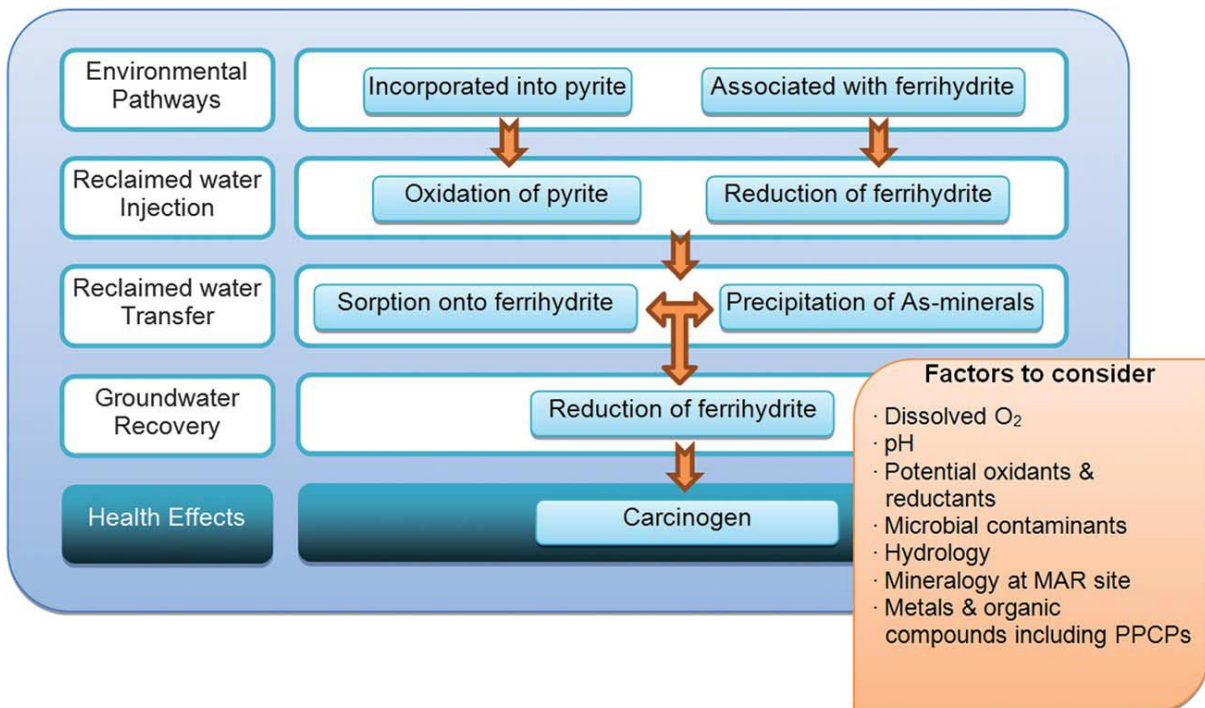 Environmental
Pathways
Incorporated into pyrite
Associated with ferrihydrite
Reclaimed water
Injection
Oxidation of pyrite
Reduction of ferrihydrite
Reclaimed water
Transfer
Sorption onto ferrihydrite
Precipitation of As-minerals
Groundwater
Recovery
Reduction of ferrihydrite
Health Effects
Carcinogen
Factors to consider
· Dissolved O₂
· pH
· Potential oxidants &
reductants
· Microbial contaminants
· Hydrology
· Mineralogy at MAR site
· Metals & organic
compounds including PPCPs